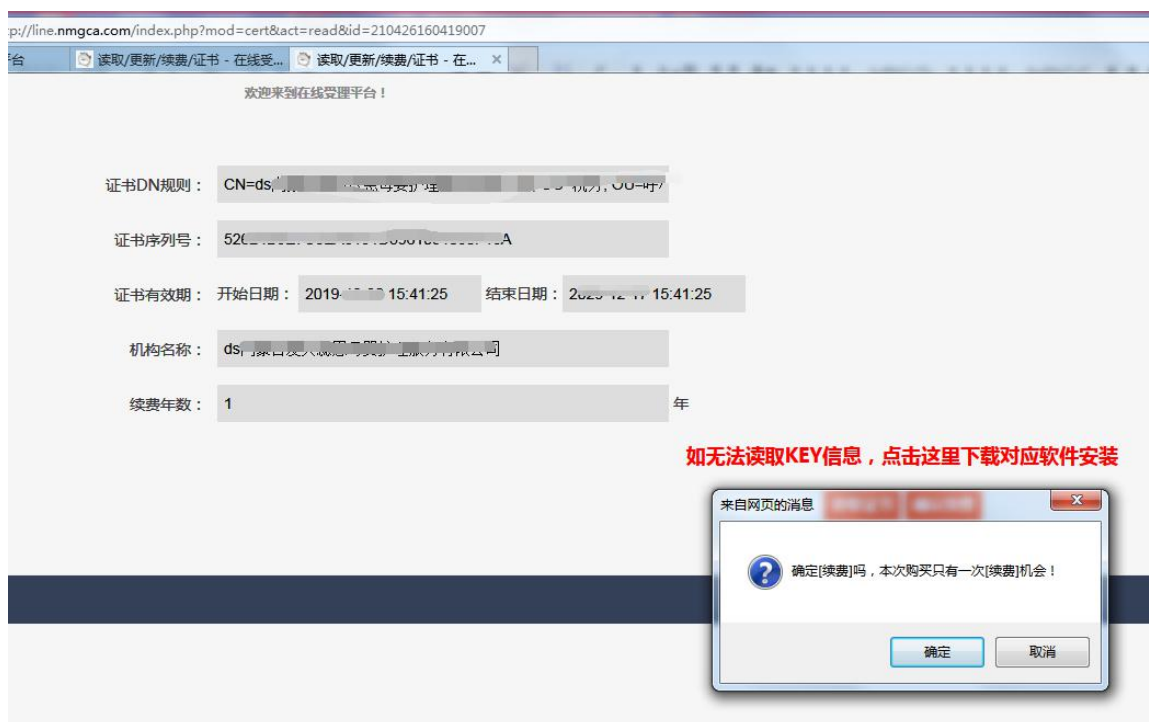 :p://line.nmgca.com/index.php?mod=cert&act=read&id=210426160419007
台 读取/更新/续费/证书 - 在线受... 读取/更新/续费/证书 - 在...
欢迎来到在线受理平台！
证书DN规则： CN=ds
证书序列号：
证书有效期： 开始日期： 2019- 15:41:25 结束日期： 15:41:25
机构名称： ds
续费年数： 1 年
如无法读取KEY信息，点击这里下载对应软件安装
来自网页的消息
确定[续费]吗，本次购买只有一次[续费]机会！
确定 取消